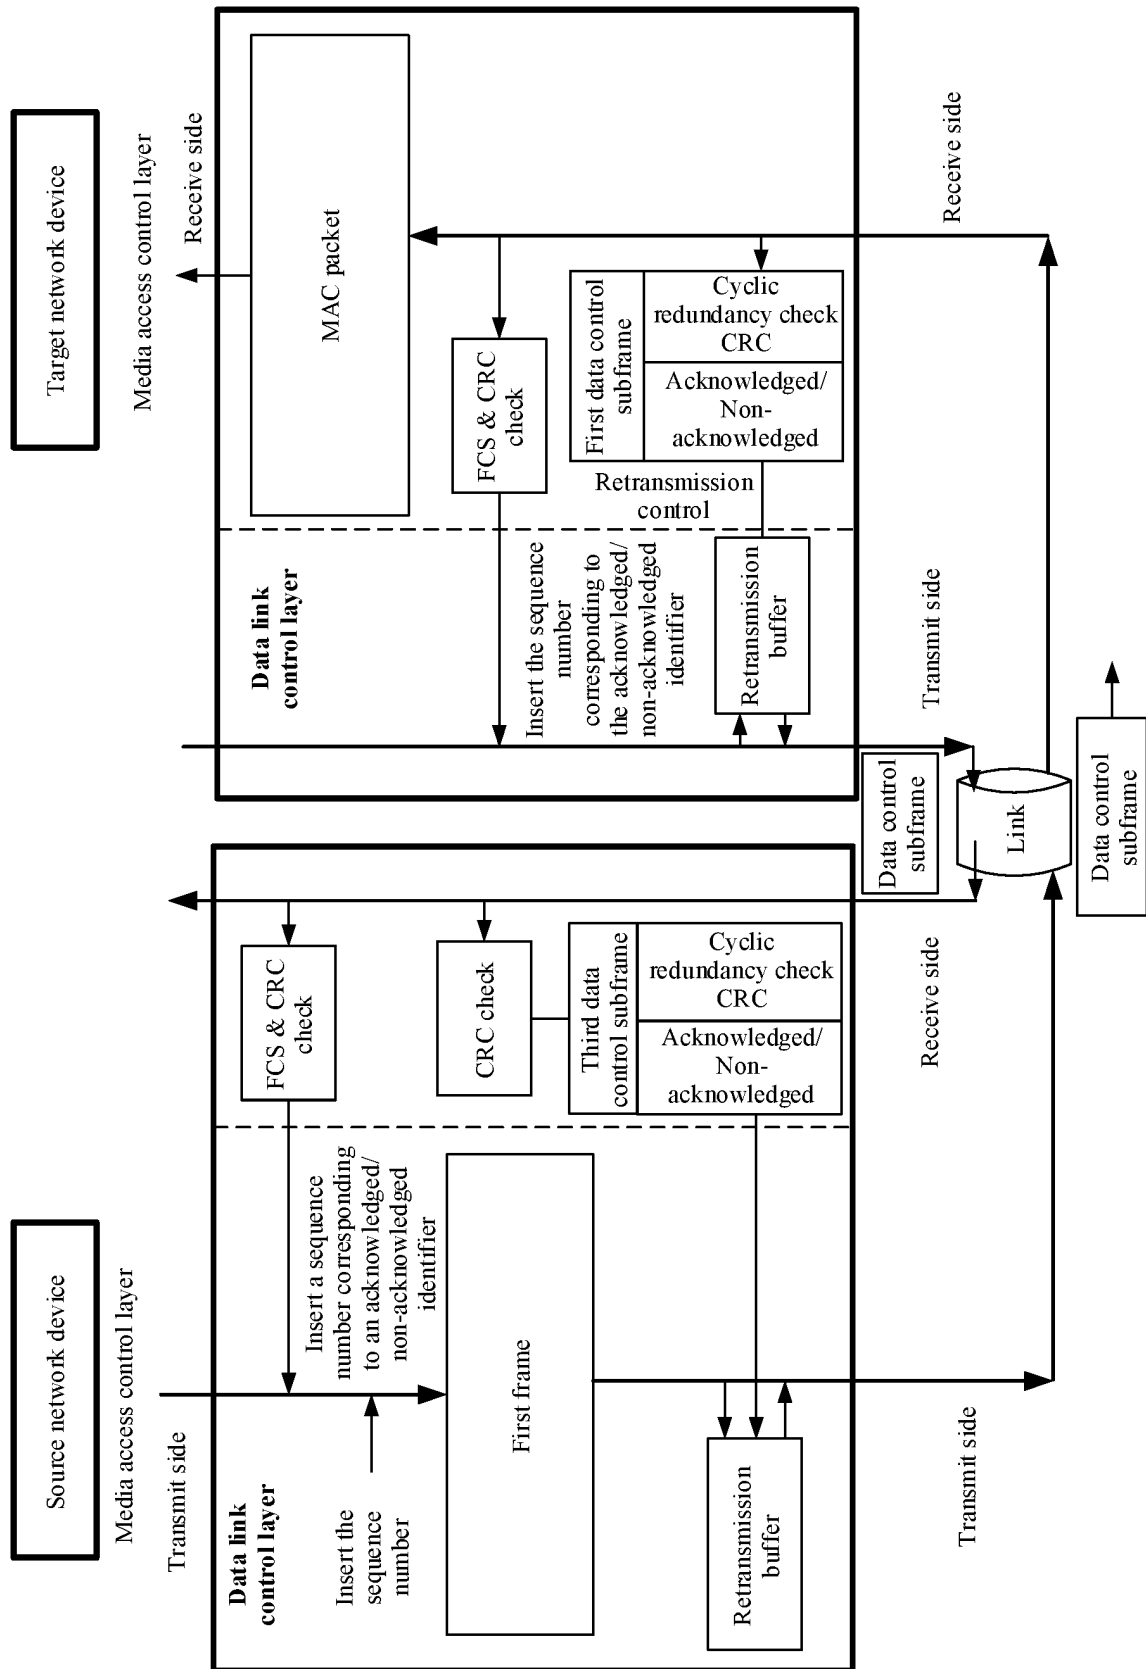 Source network device
Media access control layer
Transmit side
Data link
control layer
Insert the
sequence
number
Insert a sequence
number corresponding
to an acknowledged/
non-acknowledged
identifier
FCS & CRC
check
First frame
CRC check
Third data
control subframe
Cyclic
redundancy check
CRC
Acknowledged/
Non-
acknowledged
Retransmission
buffer
Transmit side
Receive side
Target network device
Media access control layer
Receive side
Data link
control layer
MAC packet
FCS & CRC
check
Insert the sequence
number
corresponding to
the acknowledged/
non-acknowledged
identifier
First data control
subframe
Cyclic
redundancy check
CRC
Acknowledged/
Non-
acknowledged
Retransmission
control
Retransmission
buffer
Transmit side
Receive side
Data control
subframe
Link
Data control
subframe